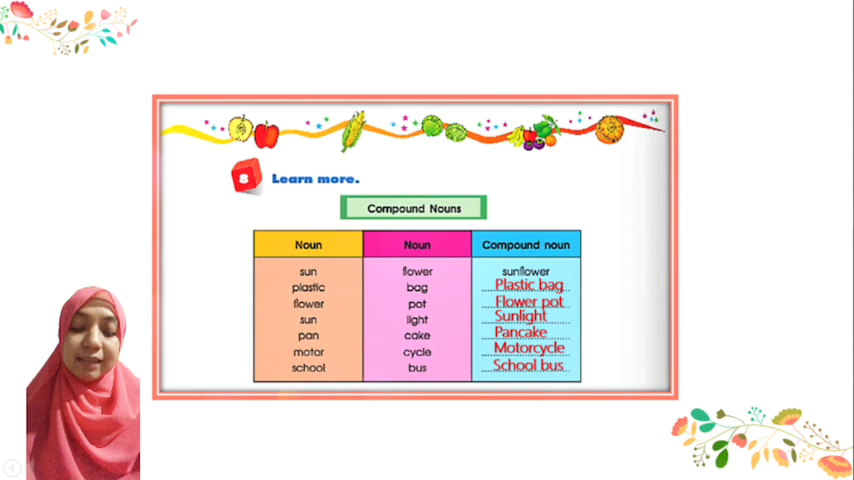 8 Learn more.
Compound Nouns
Noun Noun Compound noun
sun flower sunflower
plastic bag Plastic bag
flower pot Flower pot
sun light Sunlight
pan cake Pancake
motor cycle Motorcycle
school bus School bus